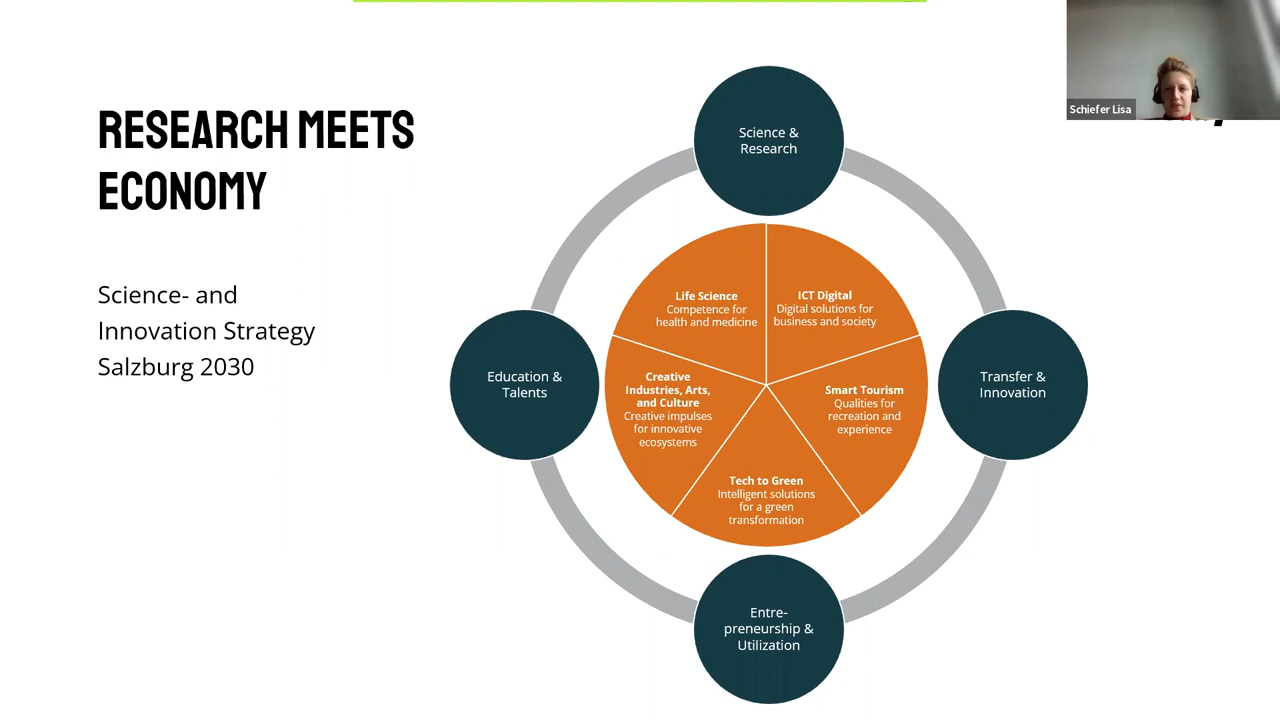 RESEARCH MEETS
ECONOMY
Science- and
Innovation Strategy
Salzburg 2030
Science &
Research
Life Science
Competence for
health and medicine
ICT Digital
Digital solutions for
business and society
Education &
Talents
Creative
Industries, Arts,
and Culture
Creative impulses
for innovative
ecosystems
Smart Tourism
Qualities for
recreation and
experience
Transfer &
Innovation
Tech to Green
Intelligent solutions
for a green
transformation
Entre-
preneurship &
Utilization
Schiefer Lisa